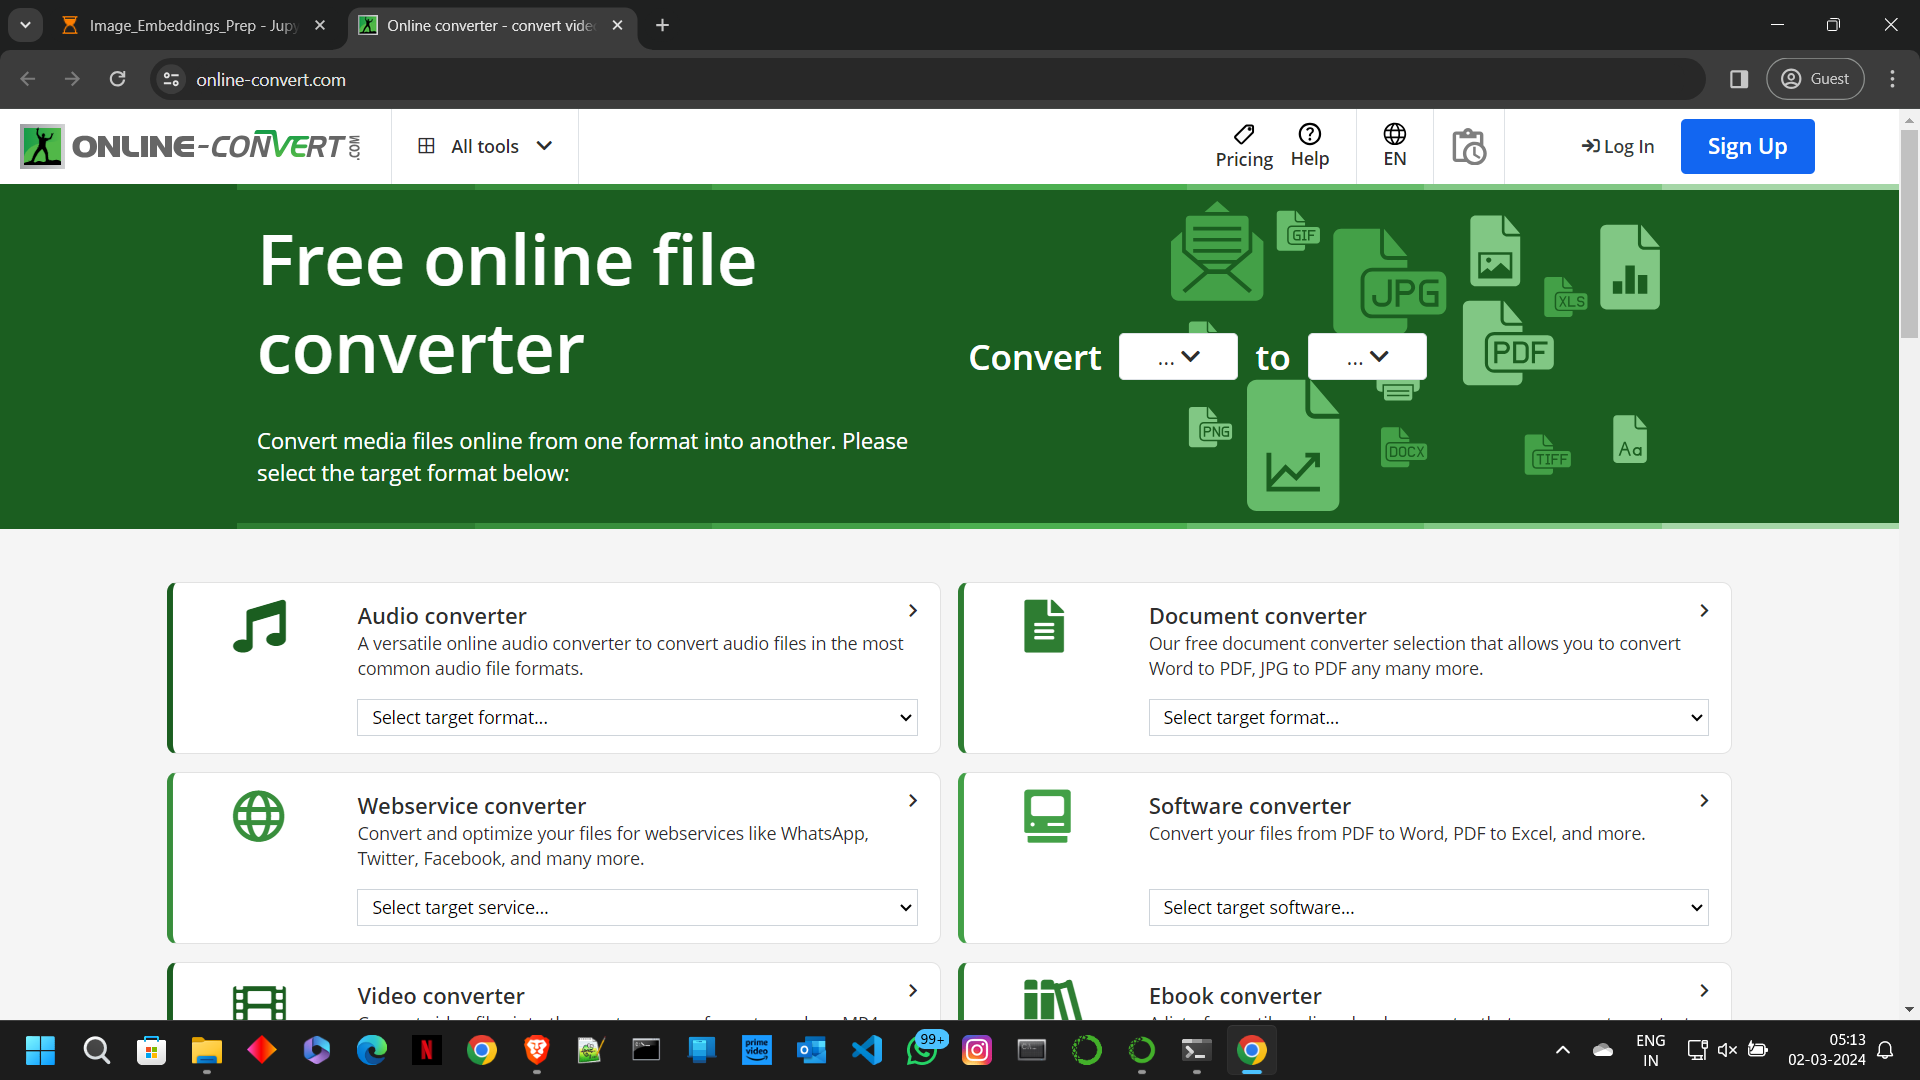 Image_Embeddings_Prep - Jupy
Online converter - convert vide
online-convert.com
Guest
ONLINE-CONVERT
.COM
All tools
Pricing
Help
EN
Log In
Sign Up
Free online file
converter
Convert media files online from one format into another. Please
select the target format below:
Convert ... to ...
GIF
JPG
XLS
PDF
PNG
DOCX
TIFF
Aa
Audio converter
A versatile online audio converter to convert audio files in the most
common audio file formats.
Select target format...
Document converter
Our free document converter selection that allows you to convert
Word to PDF, JPG to PDF any many more.
Select target format...
Webservice converter
Convert and optimize your files for webservices like WhatsApp,
Twitter, Facebook, and many more.
Select target service...
Software converter
Convert your files from PDF to Word, PDF to Excel, and more.
Select target software...
Video converter
Ebook converter
N
prime video
99+
ENG
IN
05:13
02-03-2024